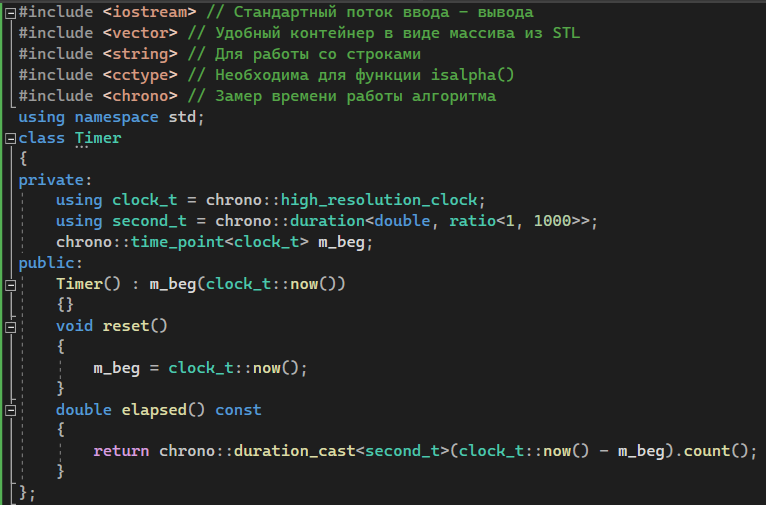 #include <iostream> // Стандартный поток ввода - вывода
#include <vector> // Удобный контейнер в виде массива из STL
#include <string> // Для работы со строками
#include <cctype> // Необходима для функции isalpha()
#include <chrono> // Замер времени работы алгоритма
using namespace std;
class Timer
{
private:
    using clock_t = chrono::high_resolution_clock;
    using second_t = chrono::duration<double, ratio<1, 1000>>;
    chrono::time_point<clock_t> m_beg;
public:
    Timer() : m_beg(clock_t::now())
    {}
    void reset()
    {
        m_beg = clock_t::now();
    }
    double elapsed() const
    {
        return chrono::duration_cast<second_t>(clock_t::now() - m_beg).count();
    }
};